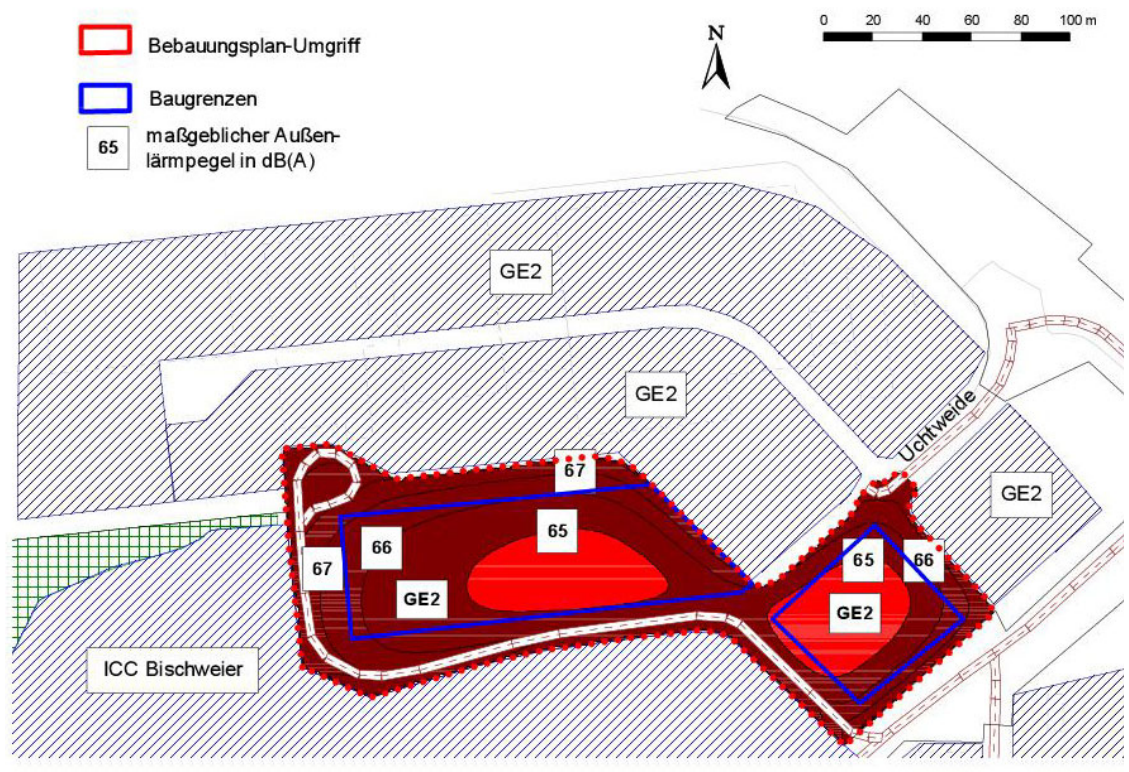 0 20 40 60 80 100 m
N
Bebauungsplan-Umgriff
Baugrenzen
65
maßgeblicher Außen-
lärmpegel in dB(A)
GE2
GE2
Uchtweide
67
GE2
65
66
65
66
67
GE2
GE2
ICC Bischweier